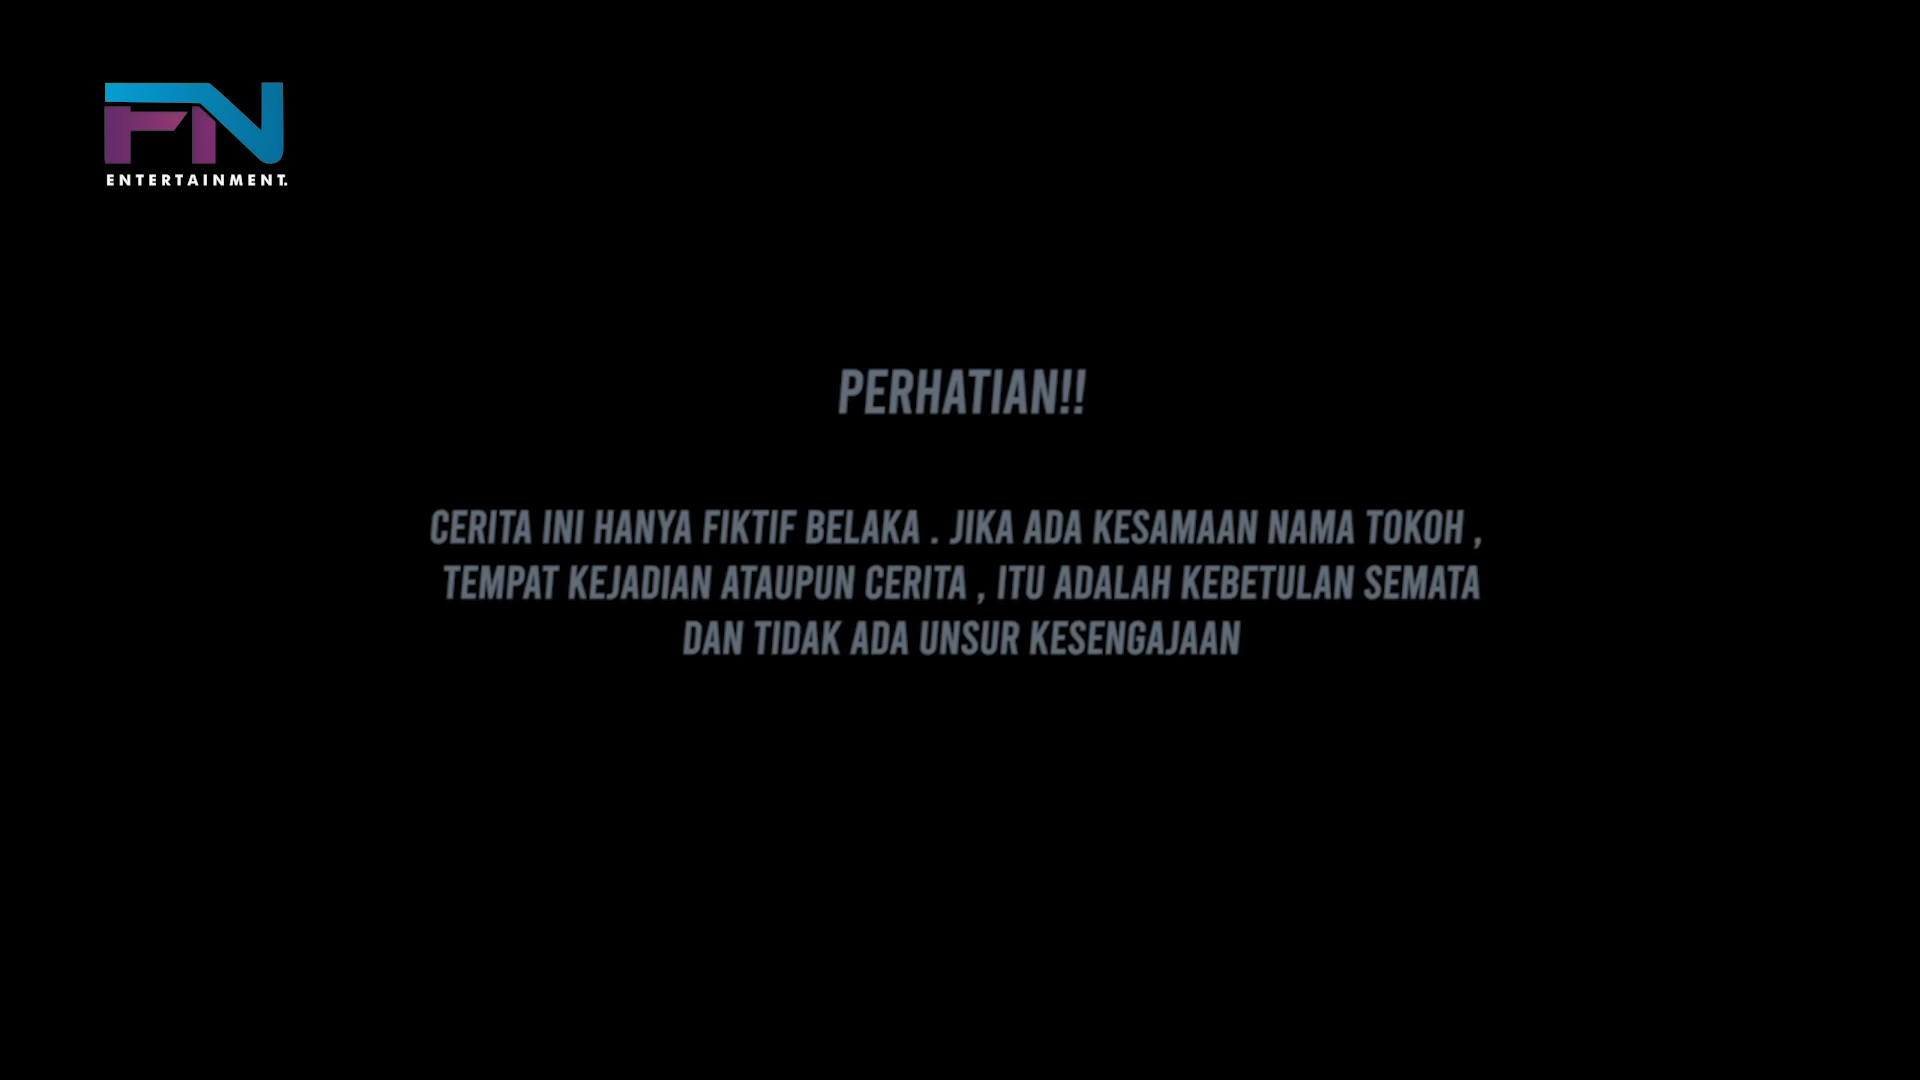 FN
ENTERTAINMENT.
PERHATIAN!!
CERITA INI HANYA FIKTIF BELAKA . JIKA ADA KESAMAAN NAMA TOKOH ,
TEMPAT KEJADIAN ATAUPUN CERITA , ITU ADALAH KEBETULAN SEMATA
DAN TIDAK ADA UNSUR KESENGAJAAN